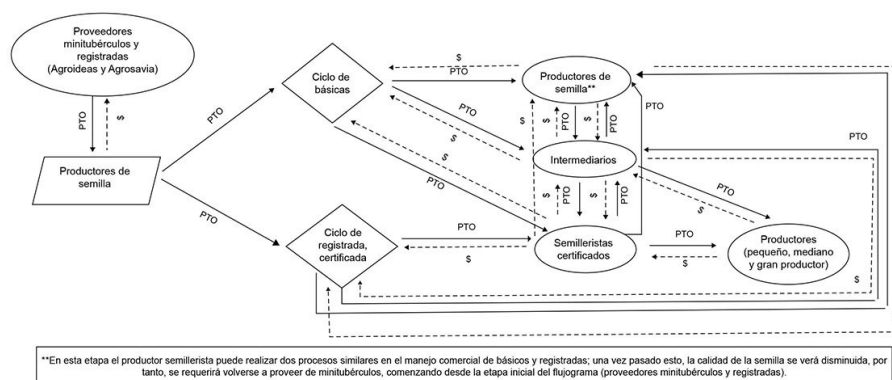 Proveedores
minitubérculos y
registradas
(Agroideas y Agrosavia)
PTO
$
Productores de
semilla
PTO
PTO
Ciclo de
básicas
Ciclo de
registrada,
certificada
$
PTO
PTO
$
$
PTO
PTO
$
Productores de
semilla**
$
PTO
$
PTO
PTO
Intermediarios
$
PTO
$
PTO
Semilleristas
certificados
PTO
$
PTO
$
Productores
(pequeño, mediano
y gran productor)
PTO
$
$
**En esta etapa el productor semillerista puede realizar dos procesos similares en el manejo comercial de básicos y registradas; una vez pasado esto, la calidad de la semilla se verá disminuida, por
tanto, se requerirá volverse a proveer de minitubérculos, comenzando desde la etapa inicial del flujograma (proveedores minitubérculos y registradas).